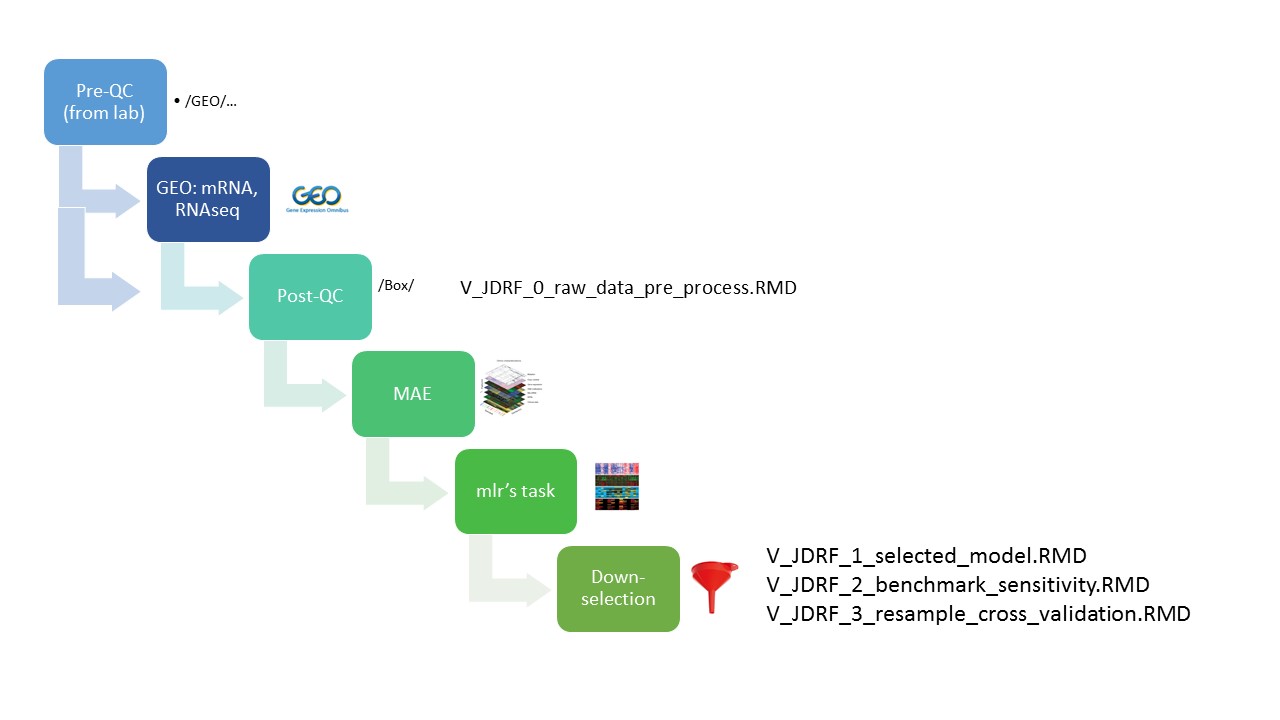 Pre-QC
(from lab)
• /GEO/...
GEO: mRNA,
RNAseq
GEO
Gene Expression Omnibus
Post-QC
/Box/
V_JDRF_0_raw_data_pre_process.RMD
MAE
mlr’s task
Down-
selection
V_JDRF_1_selected_model.RMD
V_JDRF_2_benchmark_sensitivity.RMD
V_JDRF_3_resample_cross_validation.RMD